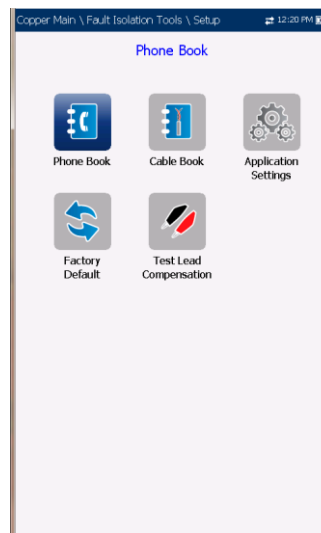 Copper Main \ Fault Isolation Tools \ Setup
12:20 PM
Phone Book
Phone Book
Cable Book
Application
Settings
Factory
Default
Test Lead
Compensation